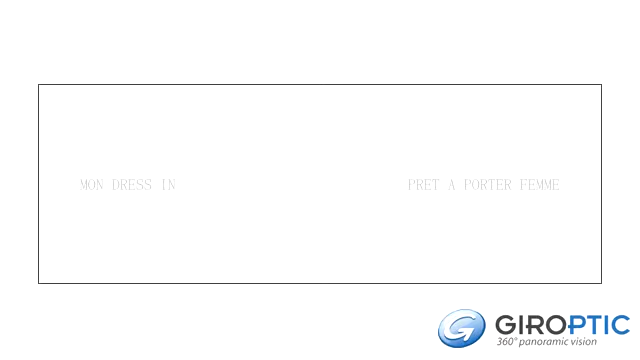 MON DRESS IN PRET A PORTER FEMME
GIROPTIC
360° panoramic vision